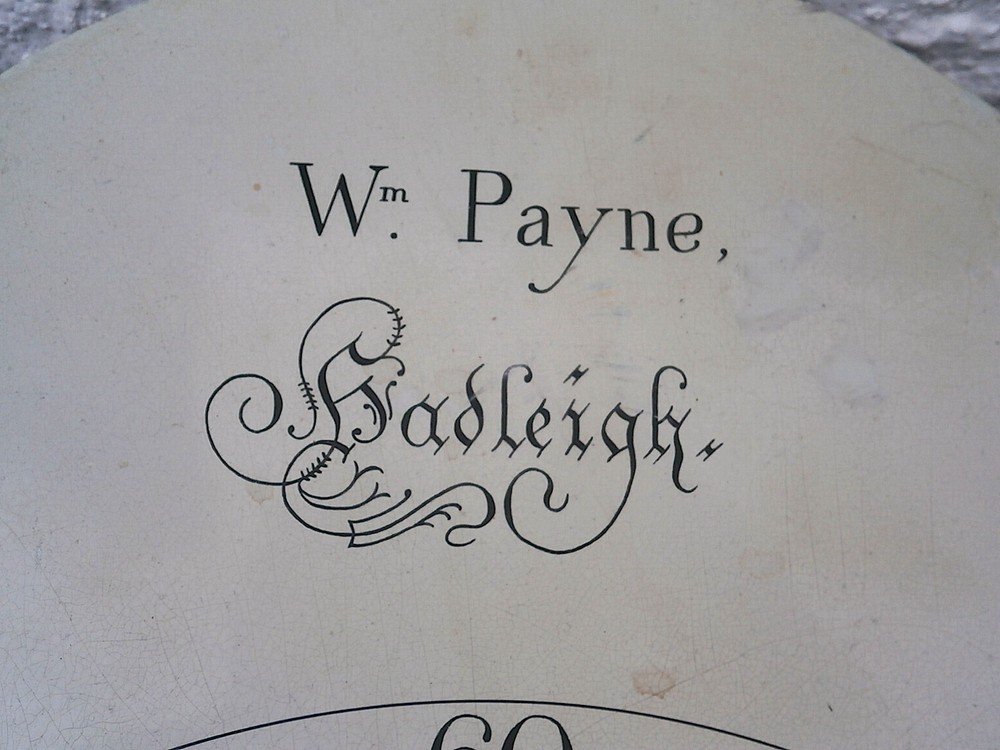 Wm. Payne,
Hadleigh.
60